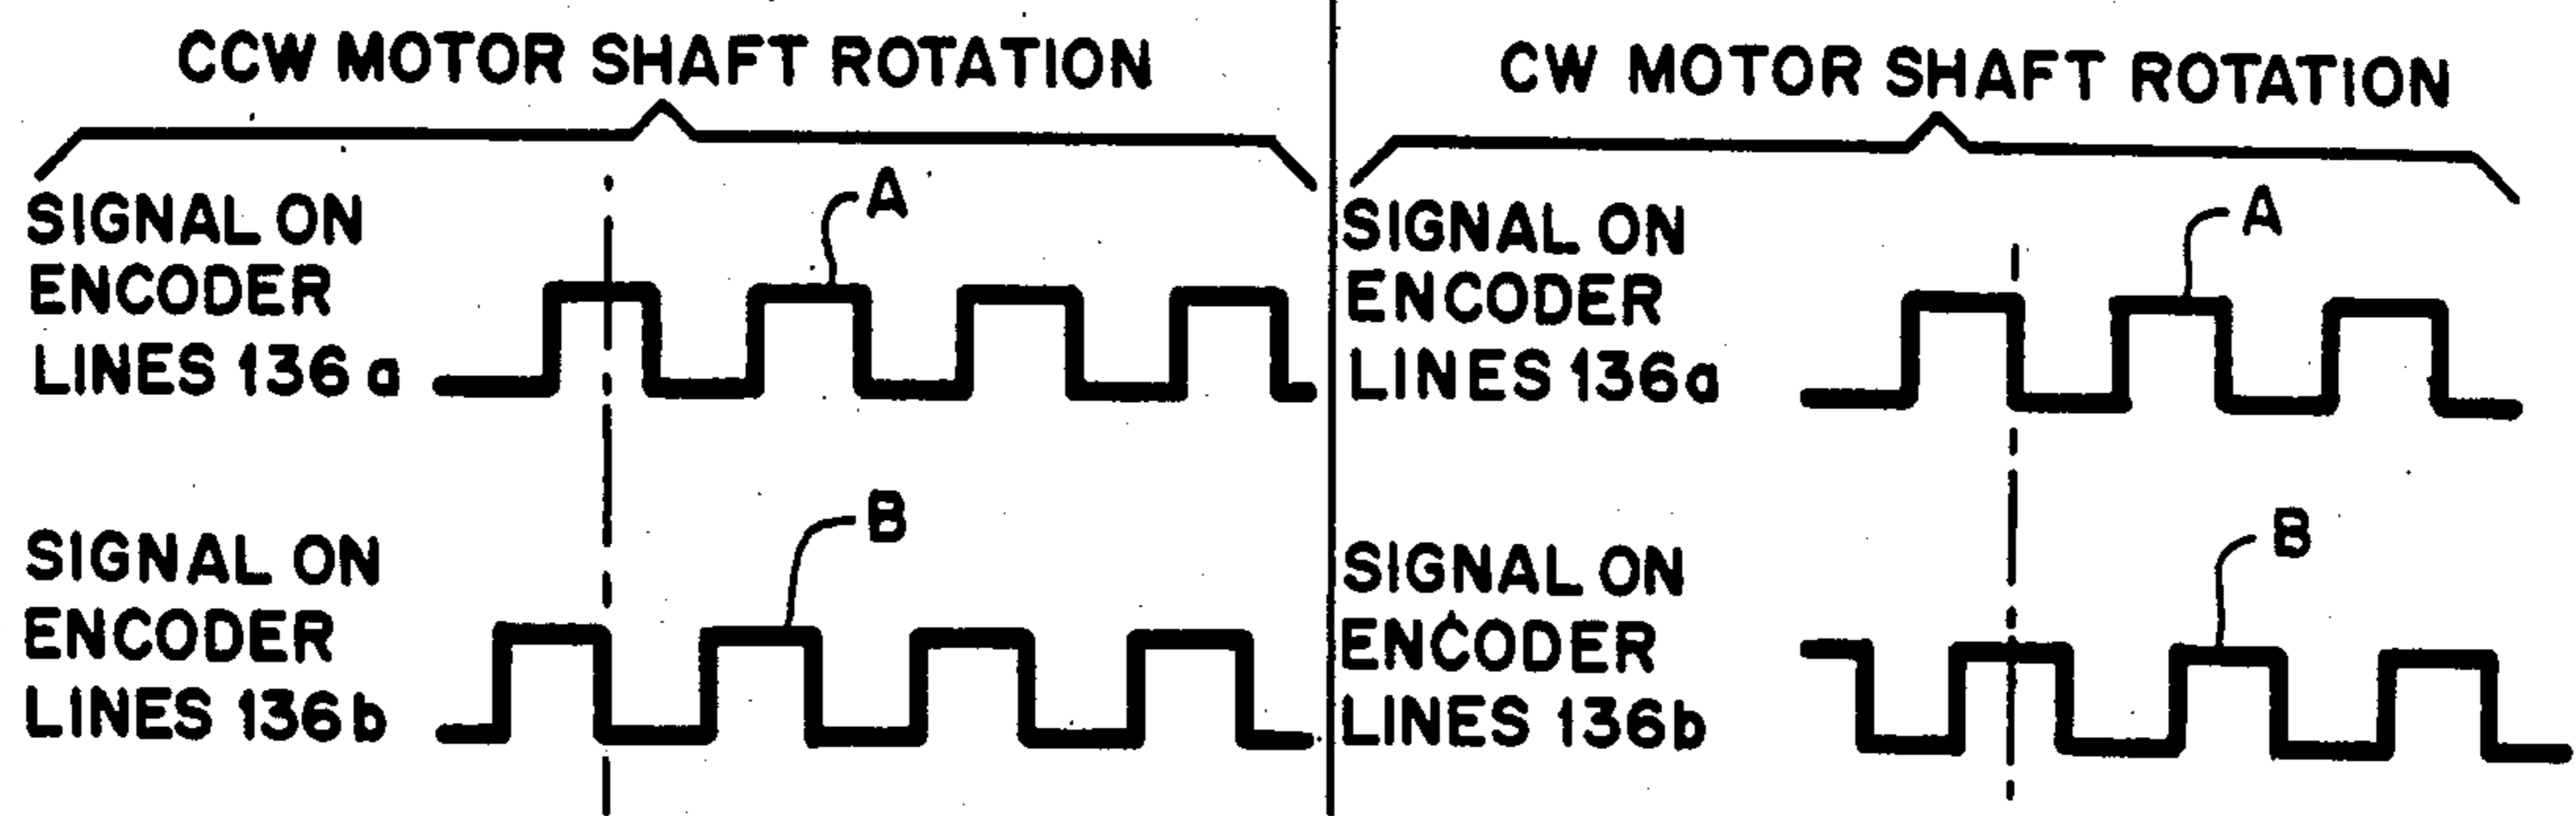 CCW MOTOR SHAFT ROTATION
A
SIGNAL ON
ENCODER
LINES 136a
B
SIGNAL ON
ENCODER
LINES 136b
CW MOTOR SHAFT ROTATION
A
SIGNAL ON
ENCODER
LINES 136a
B
SIGNAL ON
ENCODER
LINES 136b